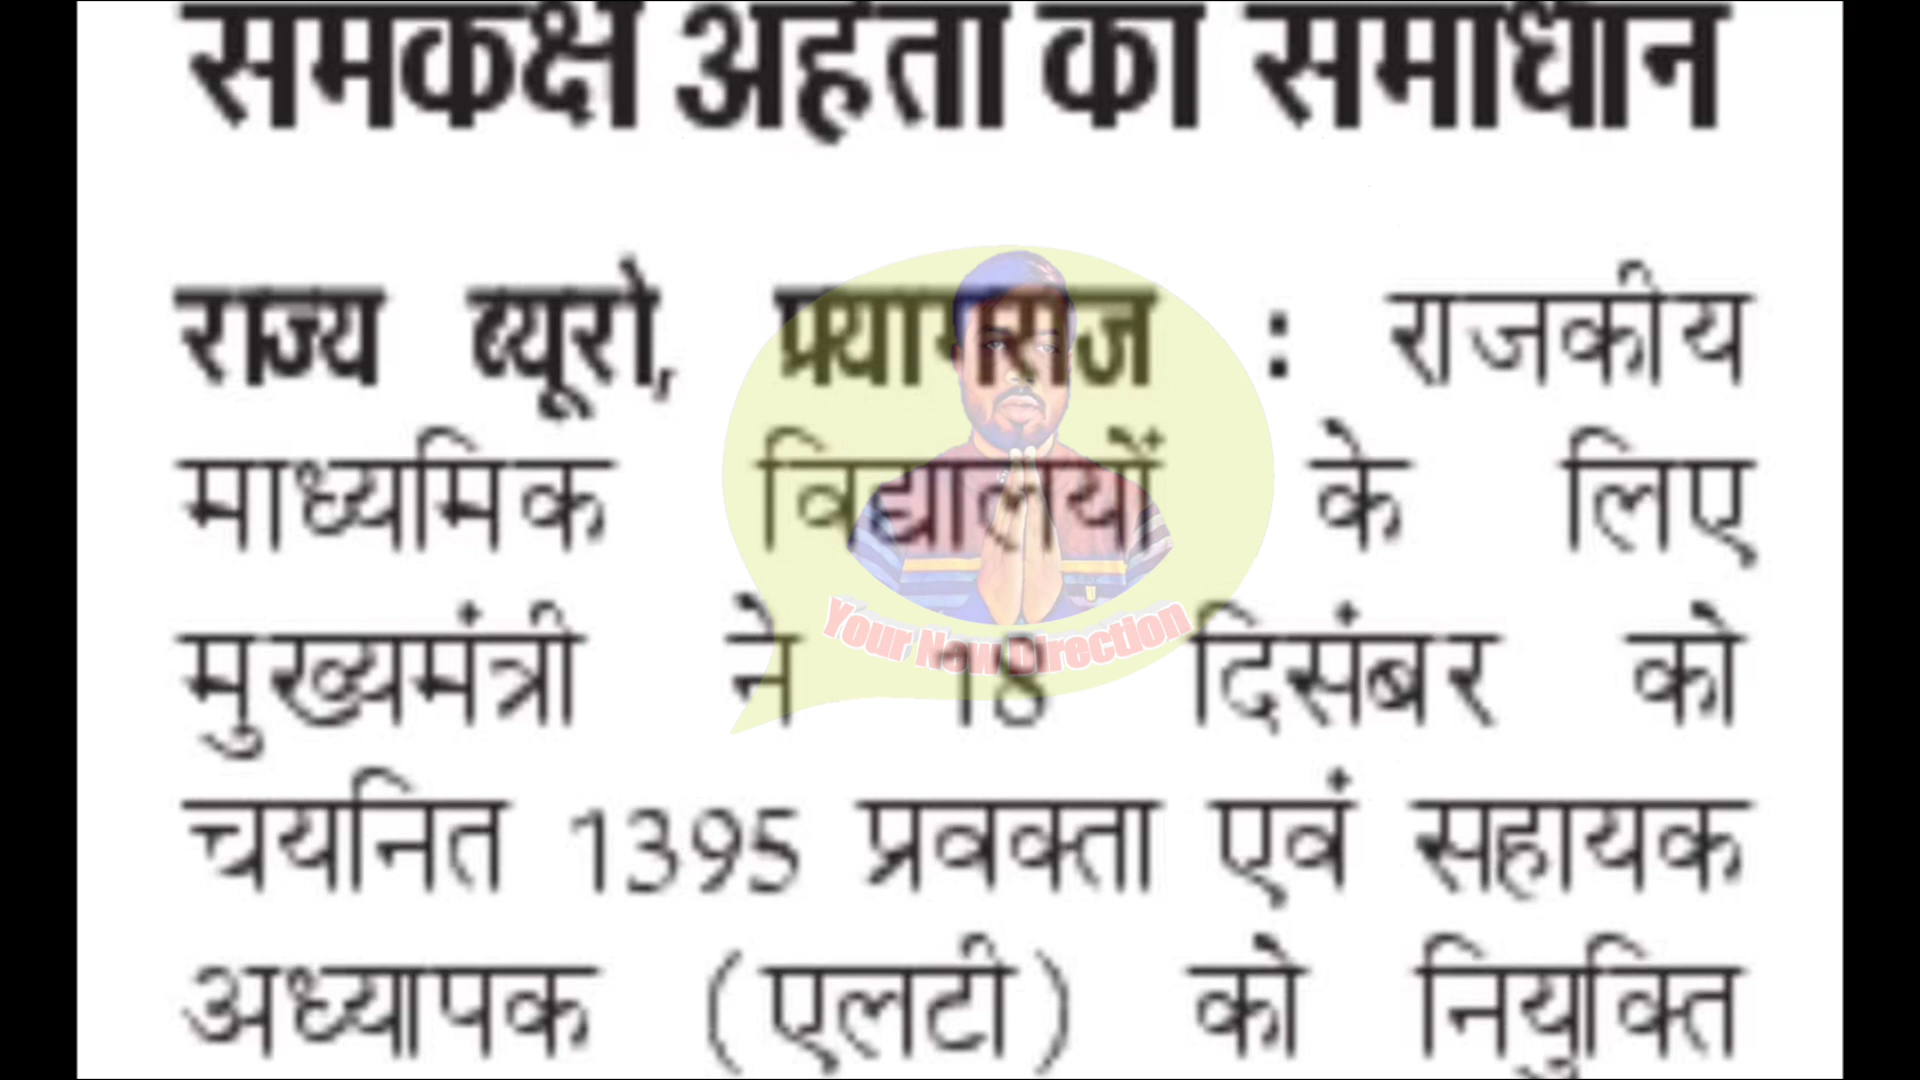 समकक्ष अर्हता का समाधान
राज्य ब्यूरो, प्रयागराज : राजकीय
माध्यमिक विद्यालयों के लिए
मुख्यमंत्री ने 18 दिसंबर को
चयनित 1395 प्रवक्ता एवं सहायक
अध्यापक (एलटी) को नियुक्ति
Your New Direction